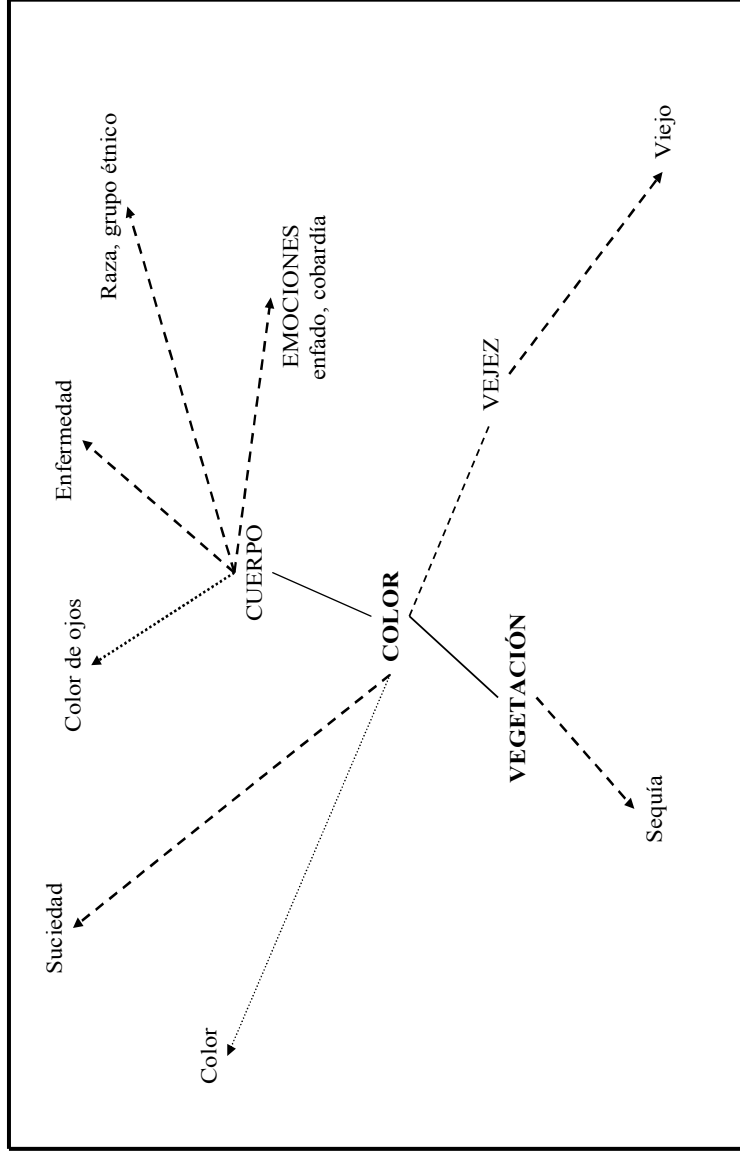 Suciedad
Color de ojos
Enfermedad
Raza, grupo étnico
Color
CUERPO
EMOCIONES
enfado, cobardía
COLOR
VEGETACIÓN
VEJEZ
Sequía
Viejo